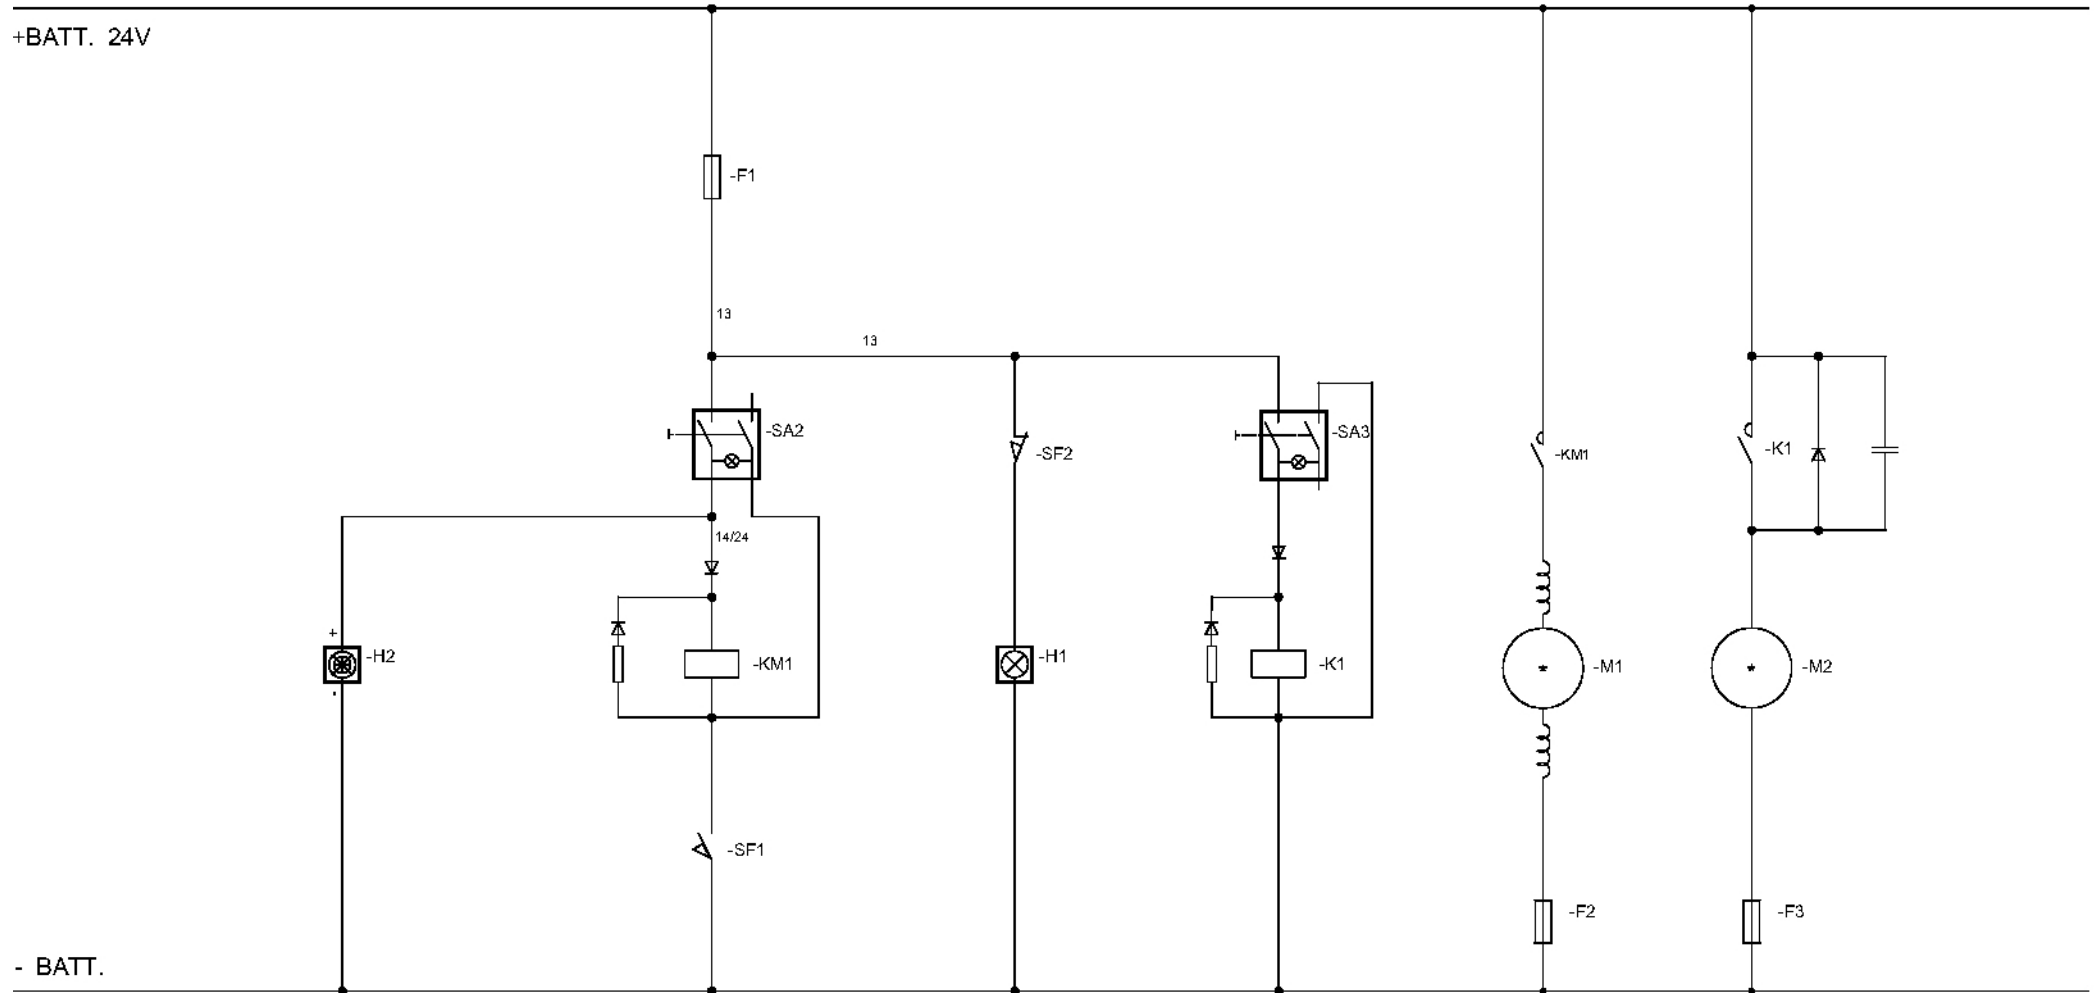 +BATT. 24V
-F1
13
13
-SA2
-SF2
-SA3
-KM1
-K1
14/24
+
-H2
-
-KM1
-H1
-K1
*
-M1
*
-M2
-SF1
-F2
-F3
- BATT.